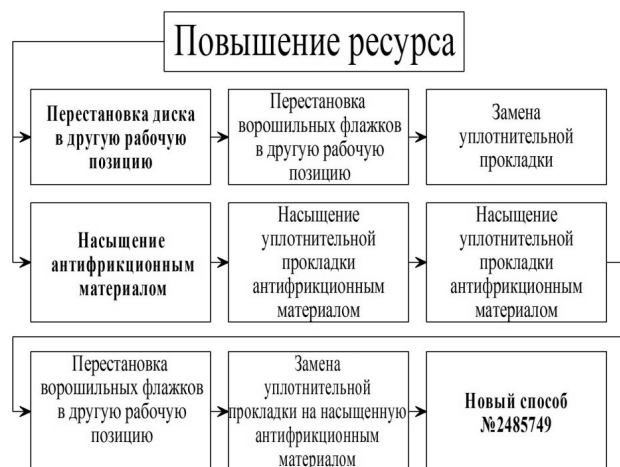 Повышение ресурса
Перестановка диска
в другую рабочую
позицию
Перестановка
ворошильных флажков
в другую рабочую
позицию
Замена
уплотнительной
прокладки
Насыщение
антифрикционным
материалом
Насыщение
уплотнительной
прокладки
антифрикционным
материалом
Насыщение
уплотнительной
прокладки
антифрикционным
материалом
Перестановка
ворошильных флажков
в другую рабочую
позицию
Замена
уплотнительной
прокладки на насыщенную
антифрикционным
материалом
Новый способ
№2485749